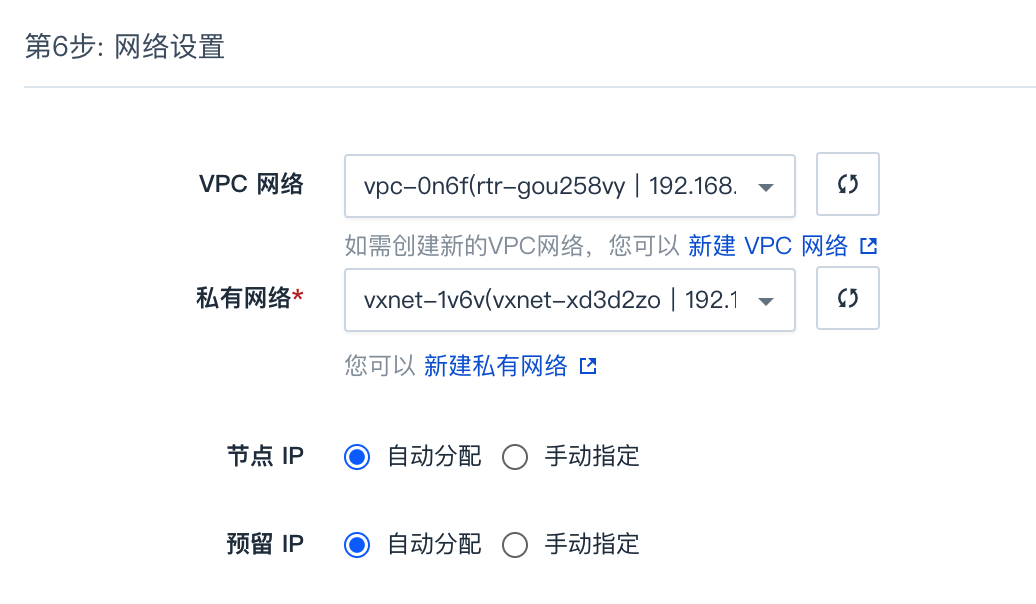 第6步: 网络设置
VPC 网络 vpc-0n6f(rtr-gou258vy | 192.168.
如需创建新的VPC网络，您可以 新建 VPC 网络
私有网络* vxnet-1v6v(vxnet-xd3d2zo | 192.1
您可以 新建私有网络
节点 IP 自动分配 手动指定
预留 IP 自动分配 手动指定